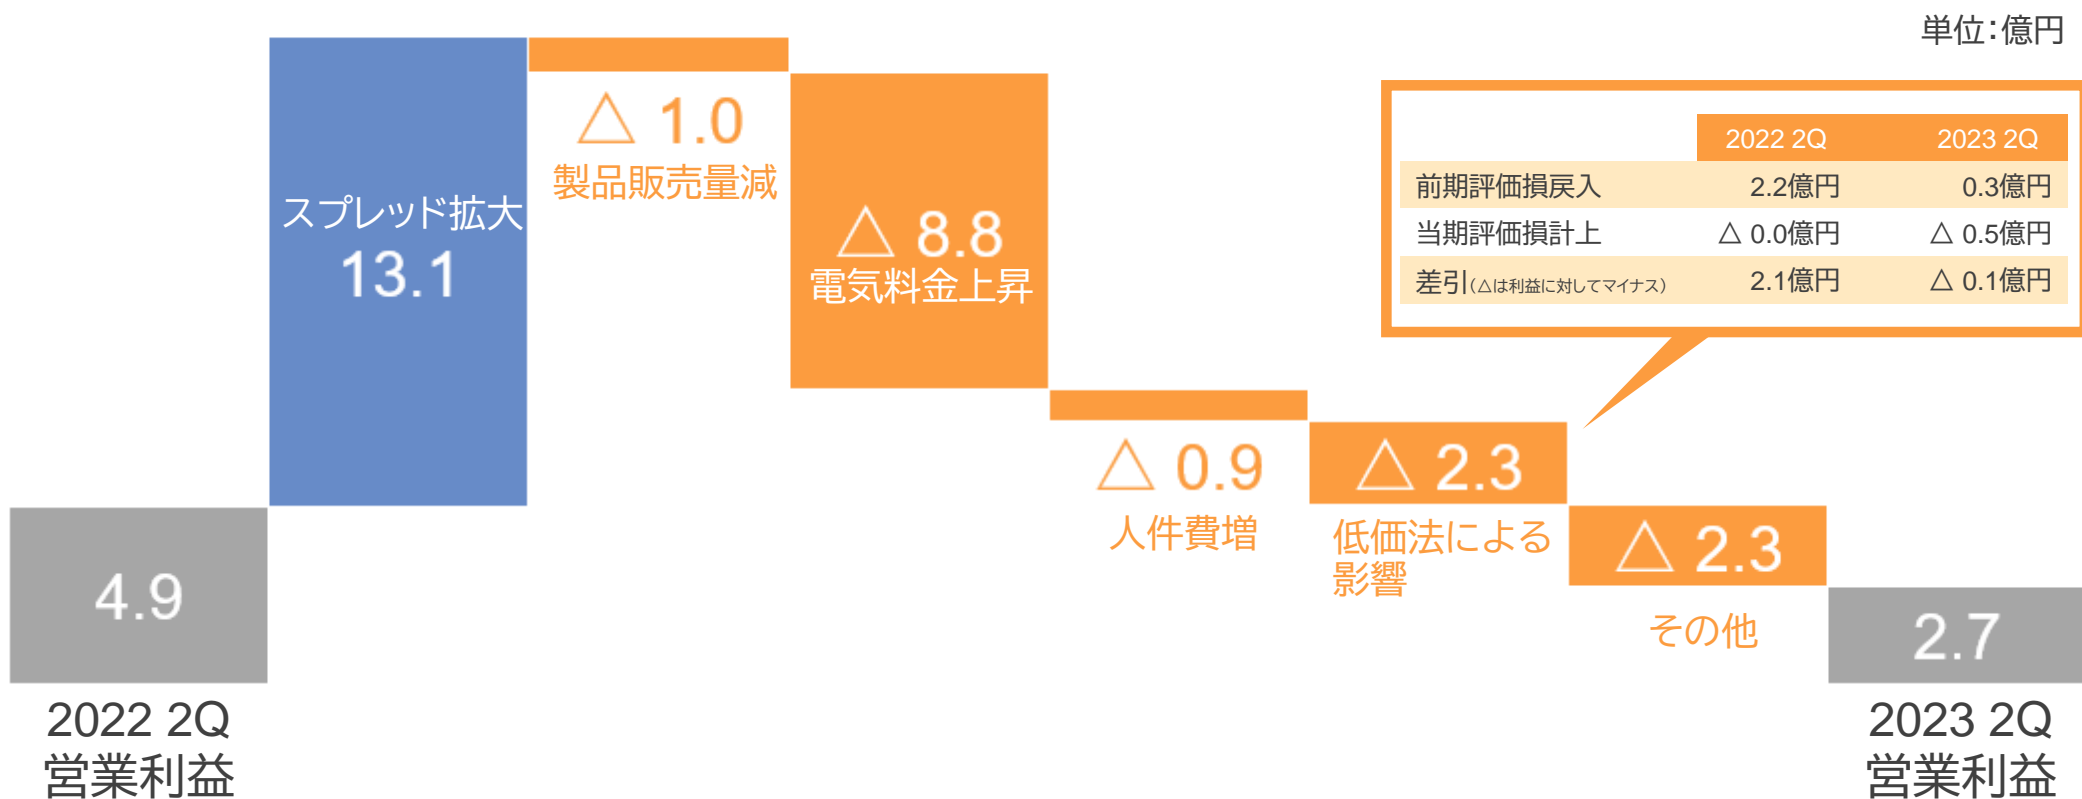 単位：億円
2022 2Q 2023 2Q
前期評価損戻入 2.2億円 0.3億円
当期評価損計上 △ 0.0億円 △ 0.5億円
差引(△は利益に対してマイナス) 2.1億円 △ 0.1億円
4.9
2022 2Q
営業利益
スプレッド拡大
13.1
△ 1.0
製品販売量減
△ 8.8
電気料金上昇
△ 0.9
人件費増
△ 2.3
低価法による
影響
△ 2.3
その他
2.7
2023 2Q
営業利益